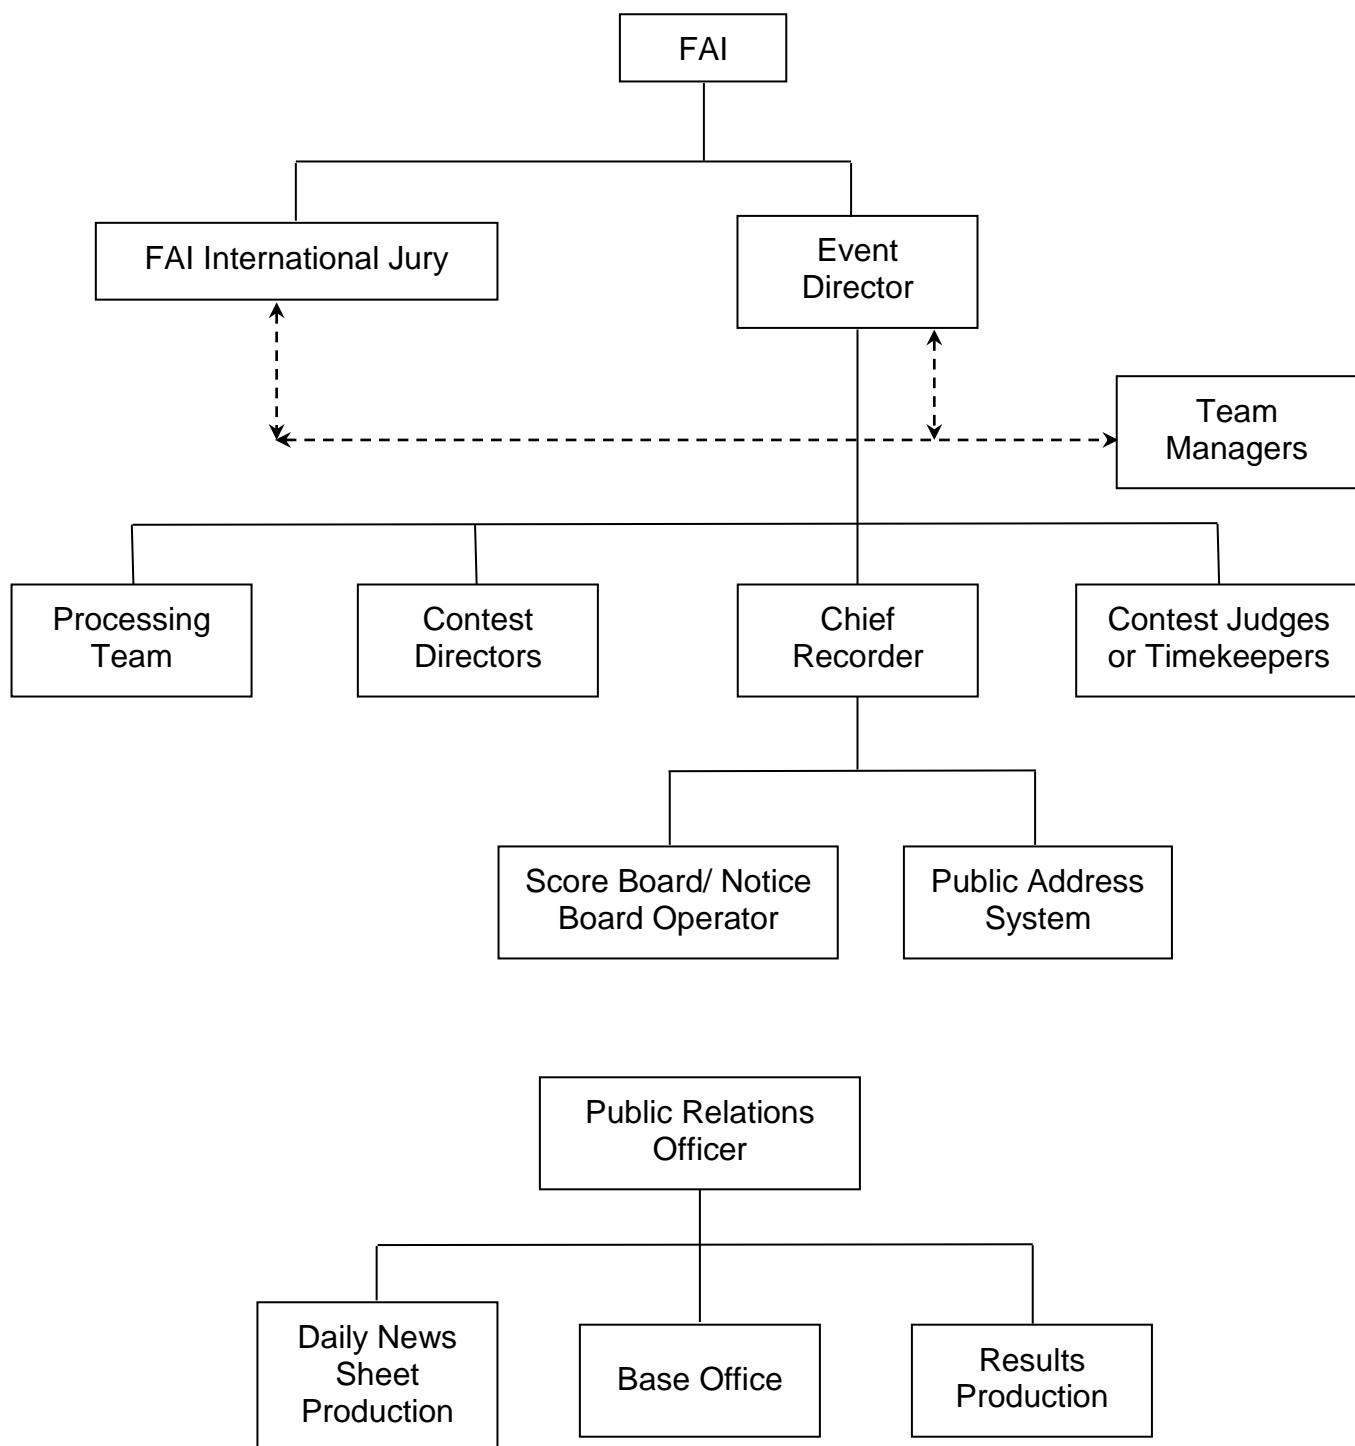 FAI
FAI International Jury
Event
Director
Team
Managers
Processing
Team
Contest
Directors
Chief
Recorder
Contest Judges
or Timekeepers
Score Board/ Notice
Board Operator
Public Address
System
Public Relations
Officer
Daily News
Sheet
Production
Base Office
Results
Production